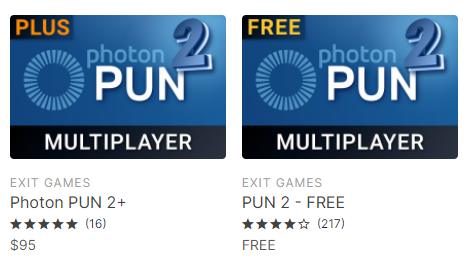 PLUS
photon
PUN 2
MULTIPLAYER
EXIT GAMES
Photon PUN 2+
★★★★★ (16)
$95
FREE
photon
PUN 2
MULTIPLAYER
EXIT GAMES
PUN 2 - FREE
★★★★☆ (217)
FREE